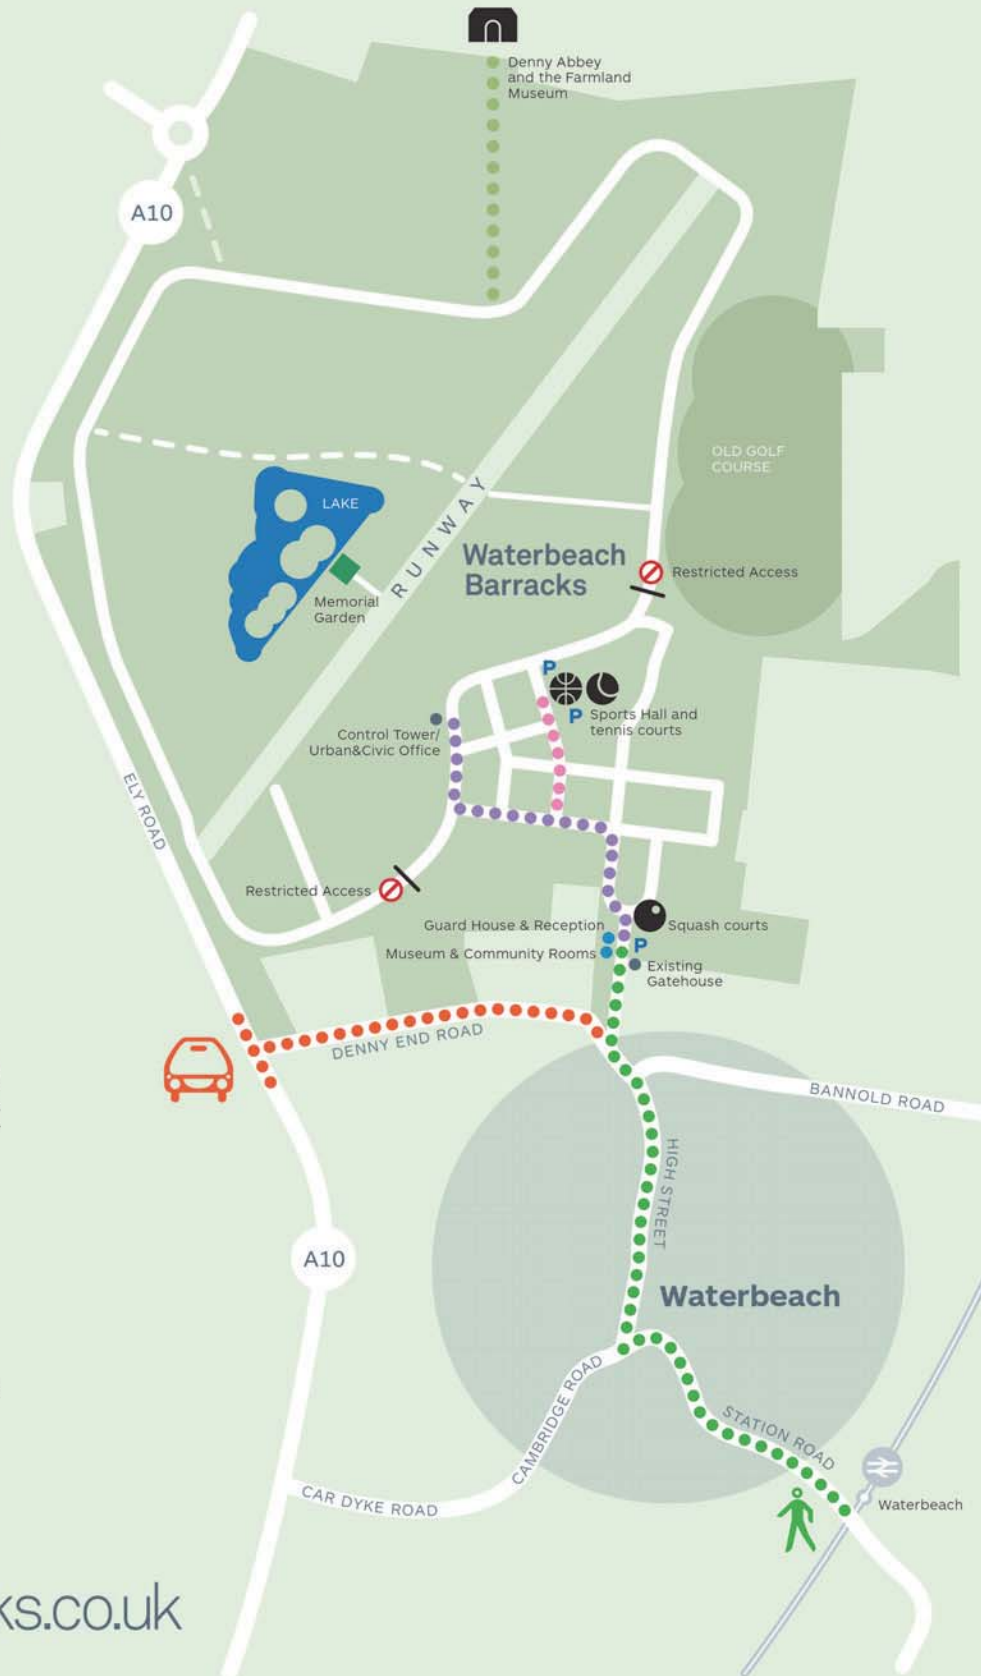 Denny Abbey
and the Farmland
Museum
A10
OLD GOLF
COURSE
LAKE
RUNWAY
Waterbeach
Barracks
Restricted Access
Memorial
Garden
P
P
Sports Hall and
tennis courts
Control Tower/
Urban&Civic Office
ELY ROAD
Restricted Access
Guard House & Reception
Squash courts
Museum & Community Rooms
P
Existing
Gatehouse
DENNY END ROAD
BANNOLD ROAD
HIGH STREET
A10
Waterbeach
CAMBRIDGE ROAD
STATION ROAD
CAR DYKE ROAD
Waterbeach
ks.co.uk